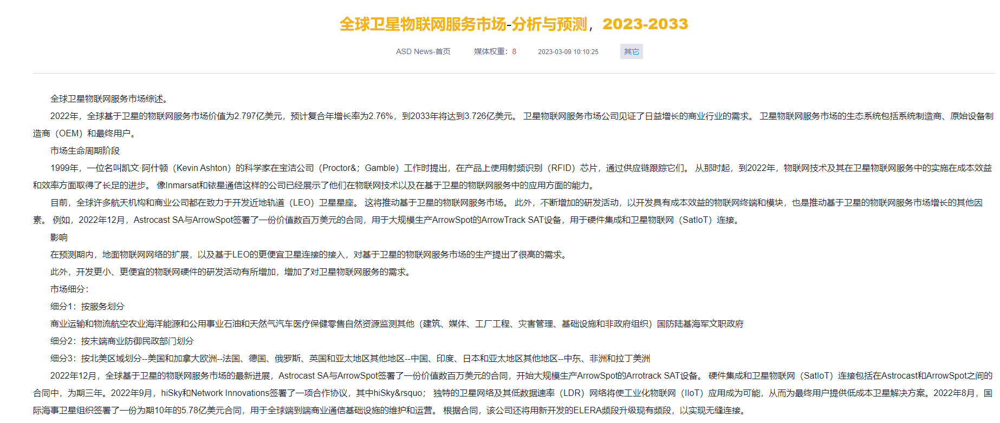 全球卫星物联网服务市场-分析与预测，2023-2033
ASD News-首页 媒体权重：8 2023-03-09 10:10:25 其它
全球卫星物联网服务市场综述。
2022年，全球基于卫星的物联网服务市场价值为2.797亿美元，预计复合年增长率为2.76%，到2033年将达到3.726亿美元。 卫星物联网服务市场公司见证了日益增长的商业行业的需求。 卫星物联网服务市场的生态系统包括系统制造商、原始设备制
造商（OEM）和最终用户。
市场生命周期阶段
1999年，一位名叫凯文·阿什顿（Kevin Ashton）的科学家在宝洁公司（Proctor&；Gamble）工作时提出，在产品上使用射频识别（RFID）芯片，通过供应链跟踪它们。 从那时起，到2022年，物联网技术及其在卫星物联网服务中的实施在成本效益
和效率方面取得了长足的进步。 像Inmarsat和铱星通信这样的公司已经展示了他们在物联网技术以及在基于卫星的物联网服务中的应用方面的能力。
目前，全球许多航天机构和商业公司都在致力于开发近地轨道（LEO）卫星星座。 这将推动基于卫星的物联网服务市场。 此外，不断增加的研发活动，以开发具有成本效益的物联网终端和模块，也是推动基于卫星的物联网服务市场增长的其他因
素。 例如，2022年12月，Astrocast SA与ArrowSpot签署了一份价值数百万美元的合同，用于大规模生产ArrowSpot的ArrowTrack SAT设备，用于硬件集成和卫星物联网（SatIoT）连接。
影响
在预测期内，地面物联网网络的扩展，以及基于LEO的更便宜卫星连接的接入，对基于卫星的物联网服务市场的生产提出了很高的需求。
此外，开发更小、更便宜的物联网硬件的研发活动有所增加，增加了对卫星物联网服务的需求。
市场细分：
细分1：按服务划分
商业运输和物流航空农业海洋能源和公用事业石油和天然气汽车医疗保健零售自然资源监测其他（建筑、媒体、工厂工程、灾害管理、基础设施和非政府组织）国防陆基海军文职政府
细分2：按末端商业防御民政部门划分
细分3：按北美区域划分--美国和加拿大欧洲--法国、德国、俄罗斯、英国和亚太地区其他地区--中国、印度、日本和亚太地区其他地区--中东、非洲和拉丁美洲
2022年12月，全球基于卫星的物联网服务市场的最新进展，Astrocast SA与ArrowSpot签署了一份价值数百万美元的合同，开始大规模生产ArrowSpot的Arrotrack SAT设备。 硬件集成和卫星物联网（SatIoT）连接包括在Astrocast和ArrowSpot之间的
合同中，为期三年。2022年9月，hiSky和Network Innovations签署了一项合作协议，其中hiSky&rsquo； 独特的卫星网络及其低数据速率（LDR）网络将使工业化物联网（IIoT）应用成为可能，从而为最终用户提供低成本卫星解决方案。2022年8月，国
际海事卫星组织签署了一份为期10年的5.78亿美元合同，用于全球端到端商业通信基础设施的维护和运营。 根据合同，该公司还将用新开发的ELERA频段升级现有频段，以实现无缝连接。